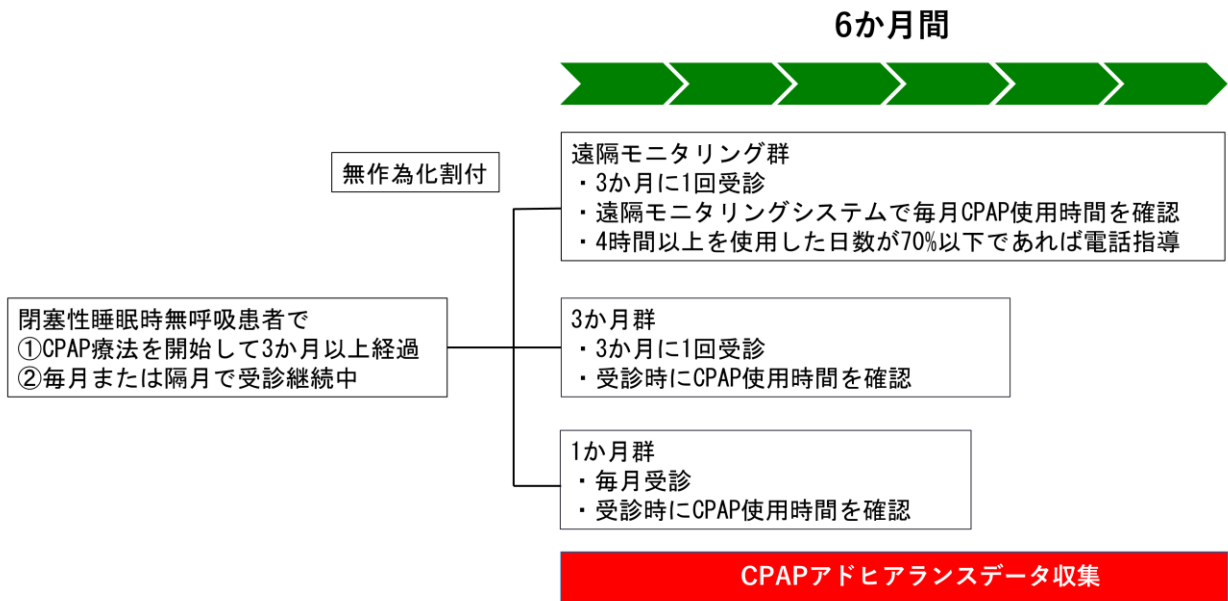 6か月間
無作為化割付
遠隔モニタリング群
・3か月に1回受診
・遠隔モニタリングシステムで毎月CPAP使用時間を確認
・4時間以上を使用した日数が70%以下であれば電話指導
閉塞性睡眠時無呼吸患者で
①CPAP療法を開始して3か月以上経過
②毎月または隔月で受診継続中
3か月群
・3か月に1回受診
・受診時にCPAP使用時間を確認
1か月群
・毎月受診
・受診時にCPAP使用時間を確認
CPAPアドヒアランスデータ収集